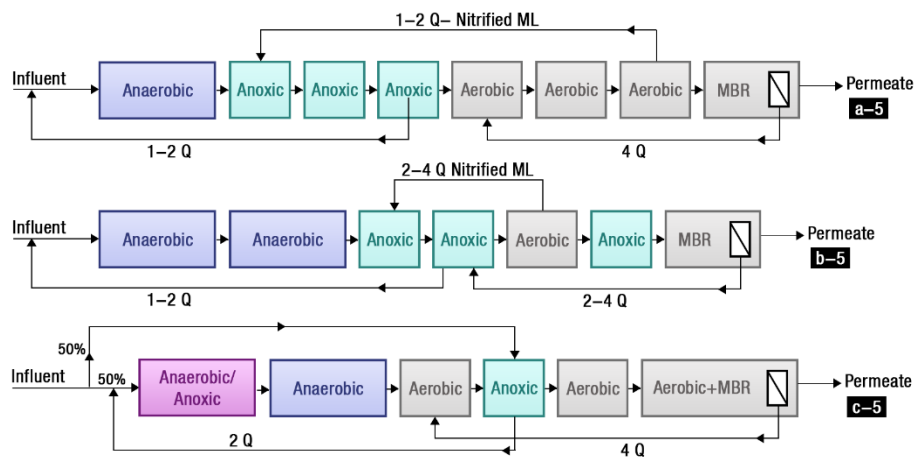 1–2 Q– Nitrified ML
Influent
Anaerobic
Anoxic
Anoxic
Anoxic
Aerobic
Aerobic
Aerobic
MBR
Permeate
a–5
1–2 Q
4 Q
2–4 Q Nitrified ML
Influent
Anaerobic
Anaerobic
Anoxic
Anoxic
Aerobic
Anoxic
MBR
Permeate
b–5
1–2 Q
2–4 Q
50%
Influent
50%
Anaerobic/
Anoxic
Anaerobic
Aerobic
Anoxic
Aerobic
Aerobic+MBR
Permeate
c–5
2 Q
4 Q